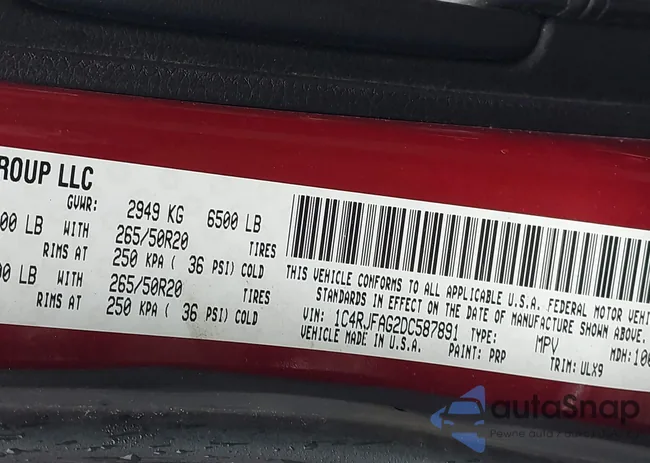 ROUP LLC
GVWR: 2949 KG 6500 LB
00 LB WITH 265/50R20 TIRES
RIMS AT 250 KPA ( 36 PSI) COLD
00 LB WITH 265/50R20 TIRES
RIMS AT 250 KPA ( 36 PSI) COLD
THIS VEHICLE CONFORMS TO ALL APPLICABLE U.S.A. FEDERAL MOTOR VEHI
STANDARDS IN EFFECT ON THE DATE OF MANUFACTURE SHOWN ABOVE.
VIN: 1C4RJFAG2DC587891 TYPE: MPV MDH: 100
VEHICLE MADE IN U.S.A. PAINT: PRP TRIM: ULX9
autoSnap
Pewne auta